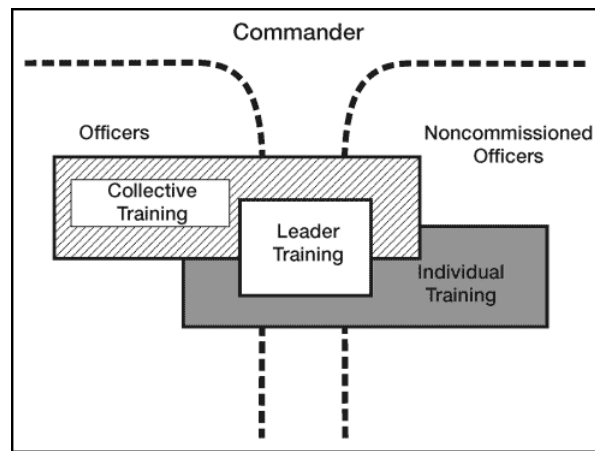 Commander
Officers
Noncommissioned
Officers
Collective
Training
Leader
Training
Individual
Training